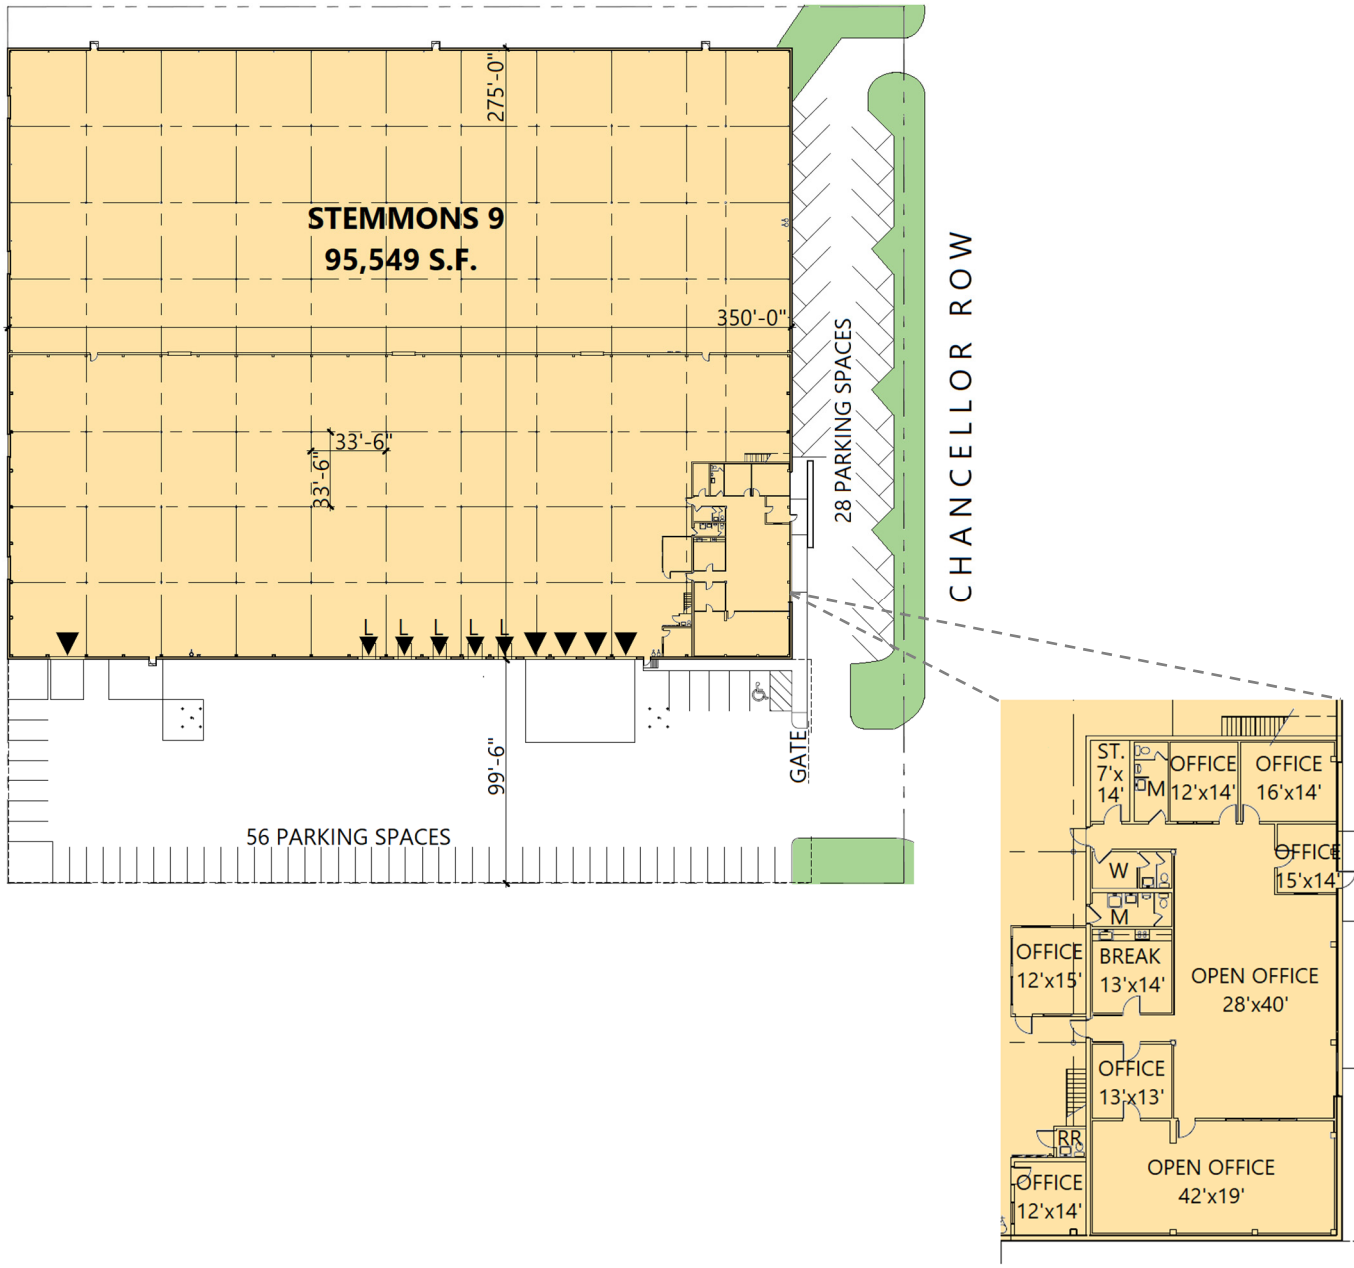 275'-0"
STEMMONS 9
95,549 S.F.
350'-0"
33'-6"
33'-6"
28 PARKING SPACES
CHANCELLOR ROW
L L L L L
99'-6"
GATE
56 PARKING SPACES
ST.
7'x
14'
M
OFFICE
12'x14'
OFFICE
16'x14'
OFFICE
15'x14'
W
M
OFFICE
12'x15'
BREAK
13'x14'
OPEN OFFICE
28'x40'
OFFICE
13'x13'
RR
OPEN OFFICE
42'x19'
OFFICE
12'x14'